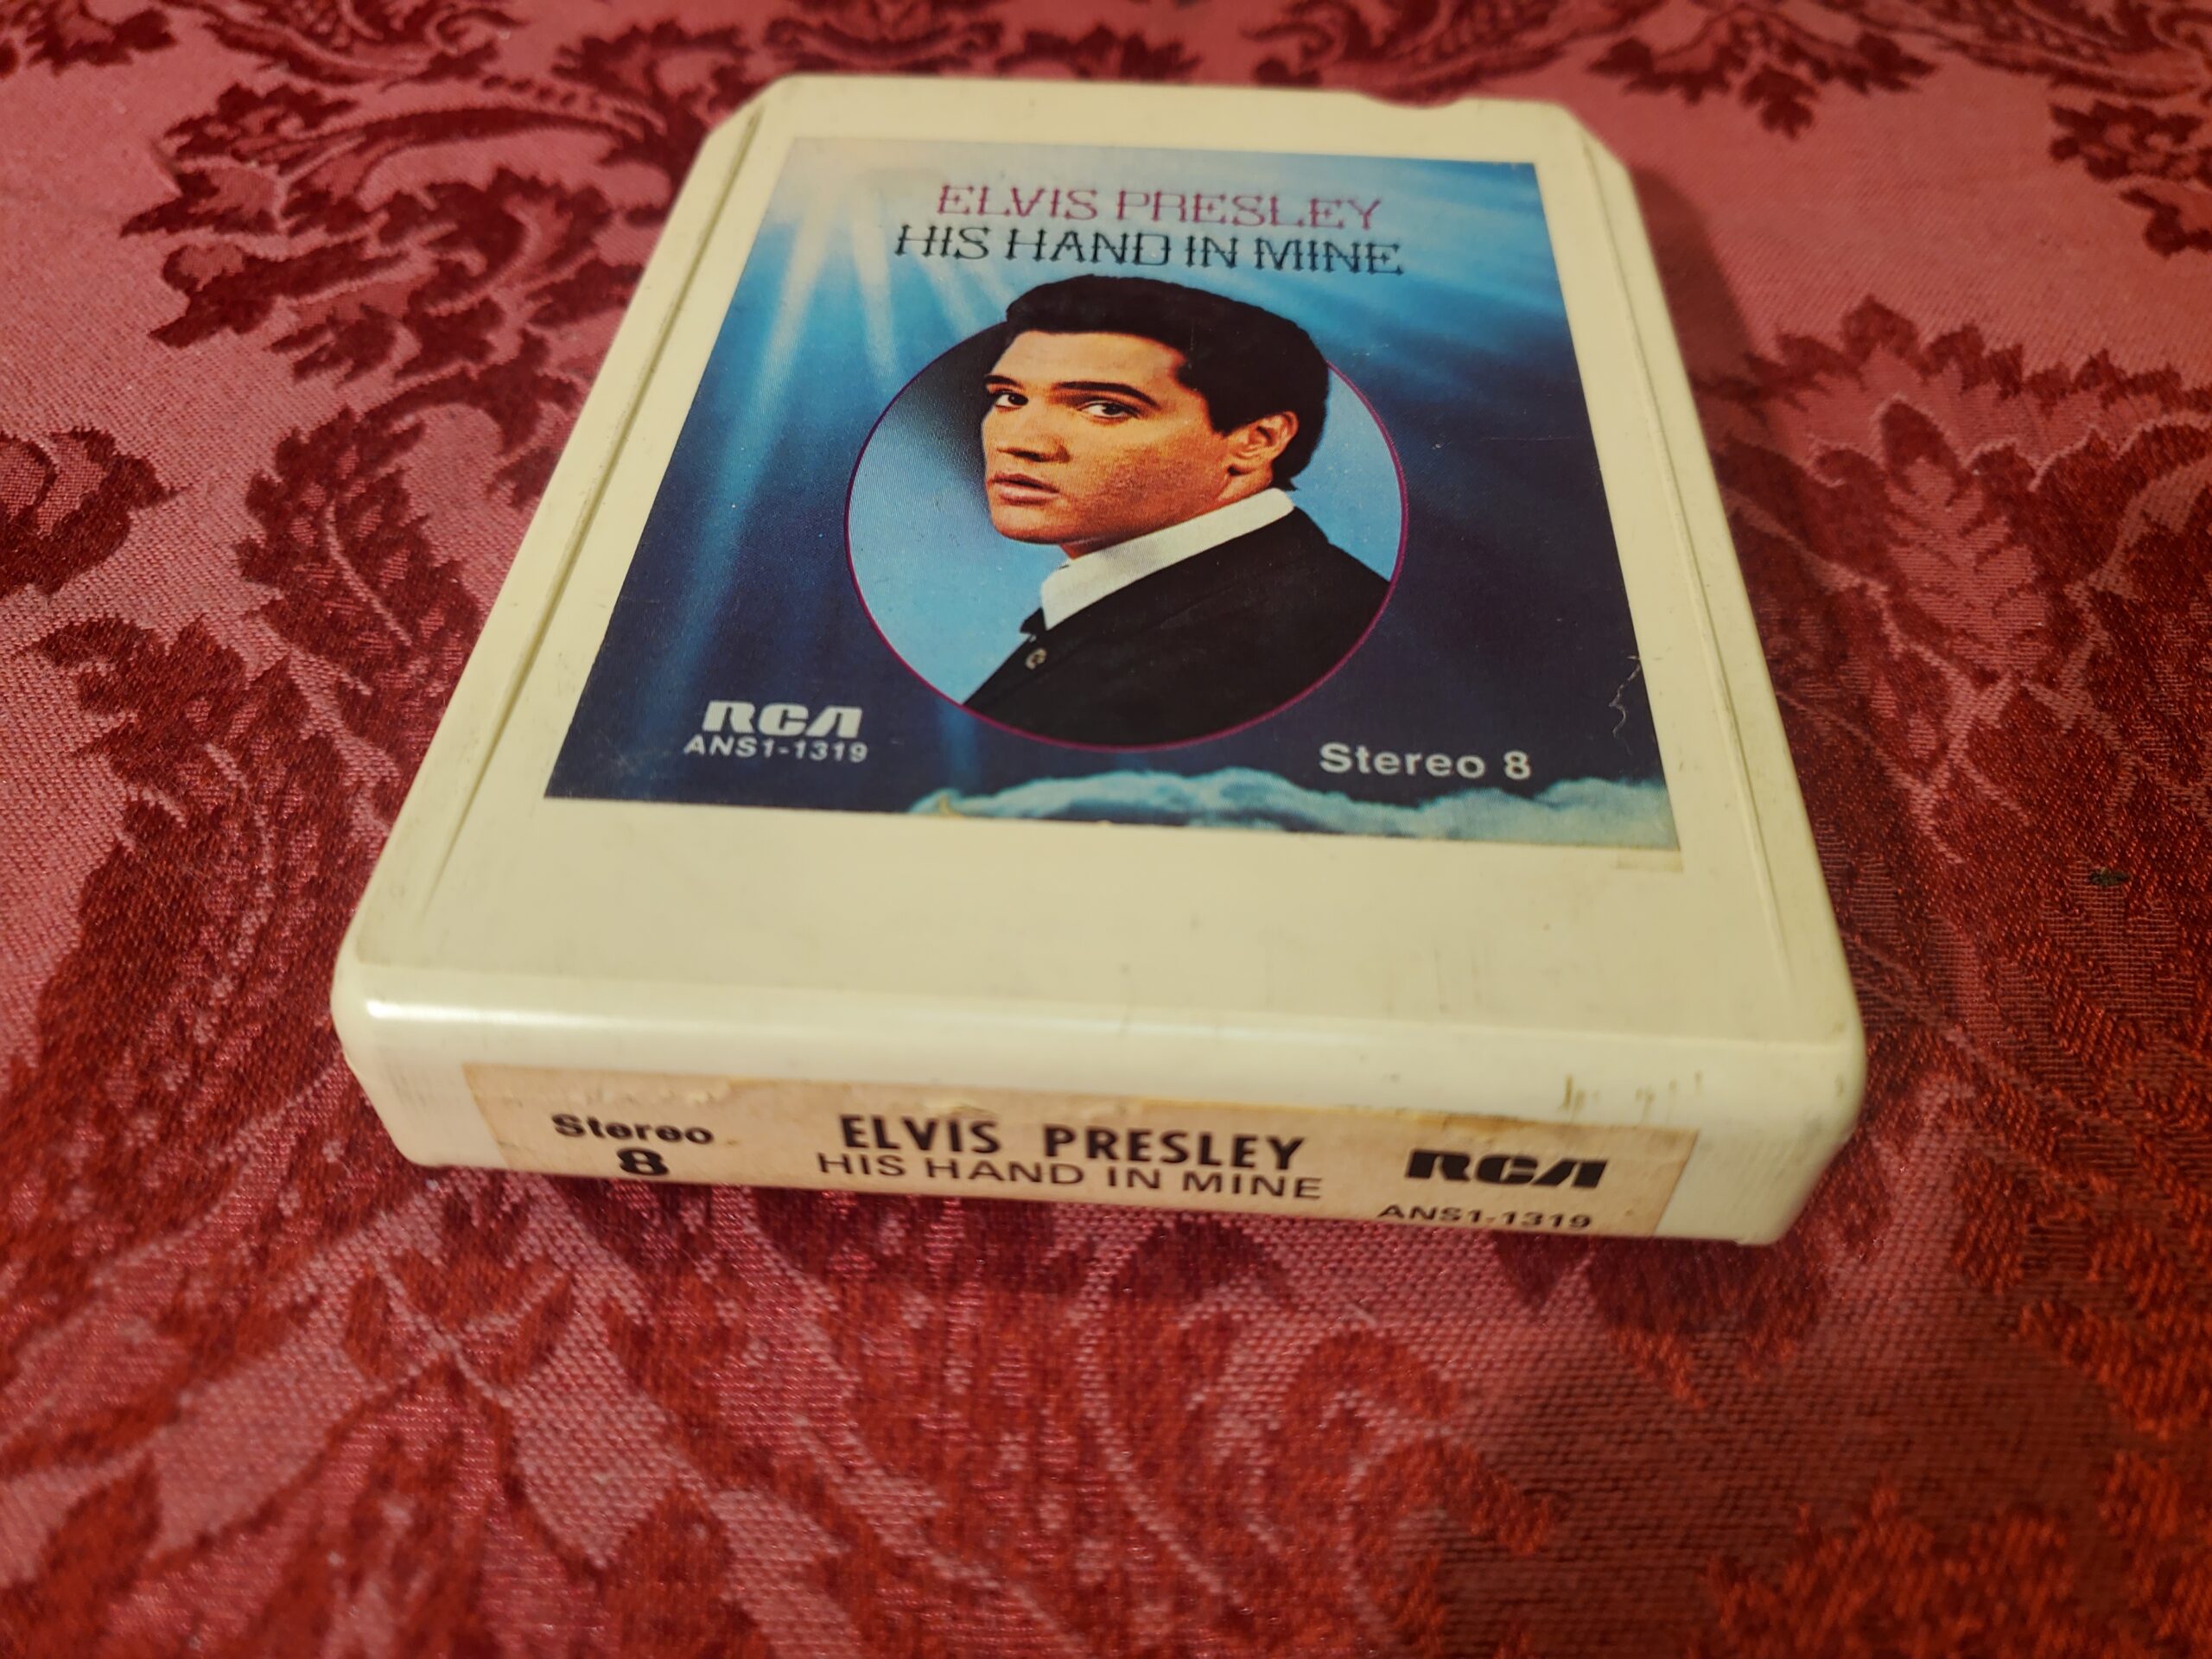 ELVIS PRESLEY
HIS HAND IN MINE
RCA
ANS1-1319
Stereo 8
Stereo
8
ELVIS PRESLEY
HIS HAND IN MINE
RCA
ANS1-1319